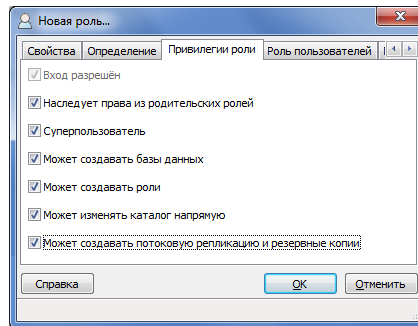 Новая роль...
Свойства Определение Привилегии роли Роль пользователей
Вход разрешён
Наследует права из родительских ролей
Суперпользователь
Может создавать базы данных
Может создавать роли
Может изменять каталог напрямую
Может создавать потоковую репликацию и резервные копии
Справка OK Отменить